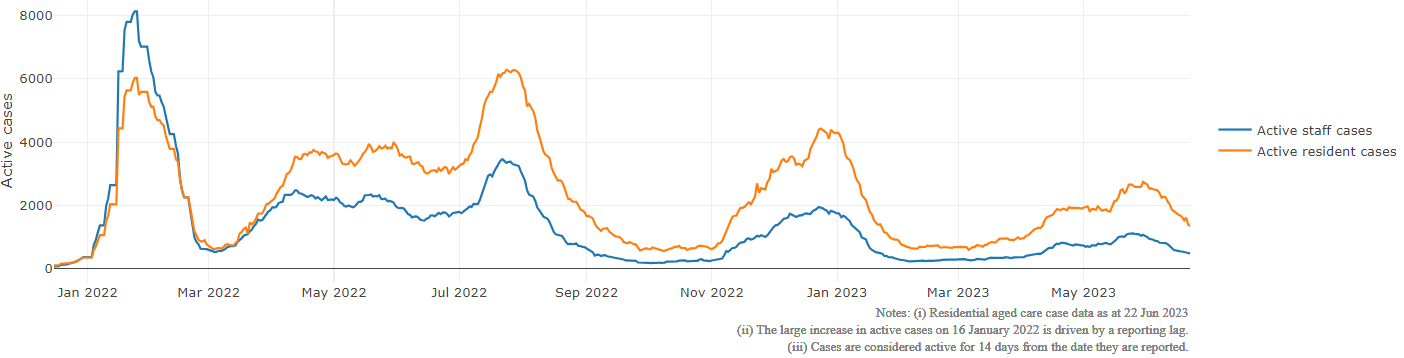 8000
6000
4000
2000
0
Active cases
Jan 2022
Mar 2022
May 2022
Jul 2022
Sep 2022
Nov 2022
Jan 2023
Mar 2023
May 2023
Active staff cases
Active resident cases
Notes: (i) Residential aged care case data as at 22 Jun 2023
(ii) The large increase in active cases on 16 January 2022 is driven by a reporting lag.
(iii) Cases are considered active for 14 days from the date they are reported.